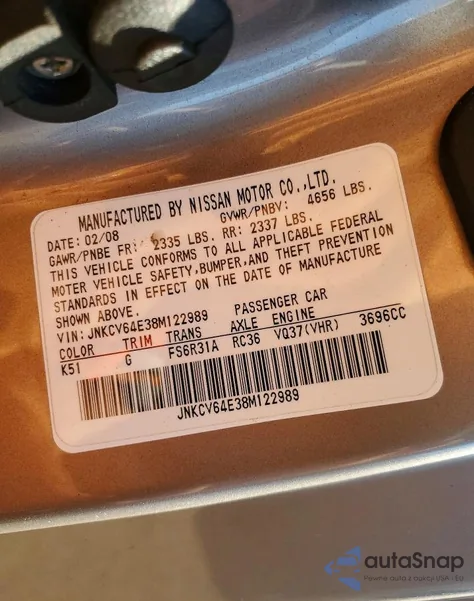 MANUFACTURED BY NISSAN MOTOR CO.,LTD.
DATE: 02/08 GVWR/PNBV: 4656 LBS.
GAWR/PNBE FR: 2335 LBS. RR: 2337 LBS.
THIS VEHICLE CONFORMS TO ALL APPLICABLE FEDERAL
MOTER VEHICLE SAFETY,BUMPER,AND THEFT PREVENTION
STANDARDS IN EFFECT ON THE DATE OF MANUFACTURE
SHOWN ABOVE.
VIN: JNKCV64E38M122989 PASSENGER CAR
COLOR TRIM TRANS AXLE ENGINE
K51 G FS6R31A RC36 VQ37(VHR) 3696CC
JNKCV64E38M122989
autaSnap